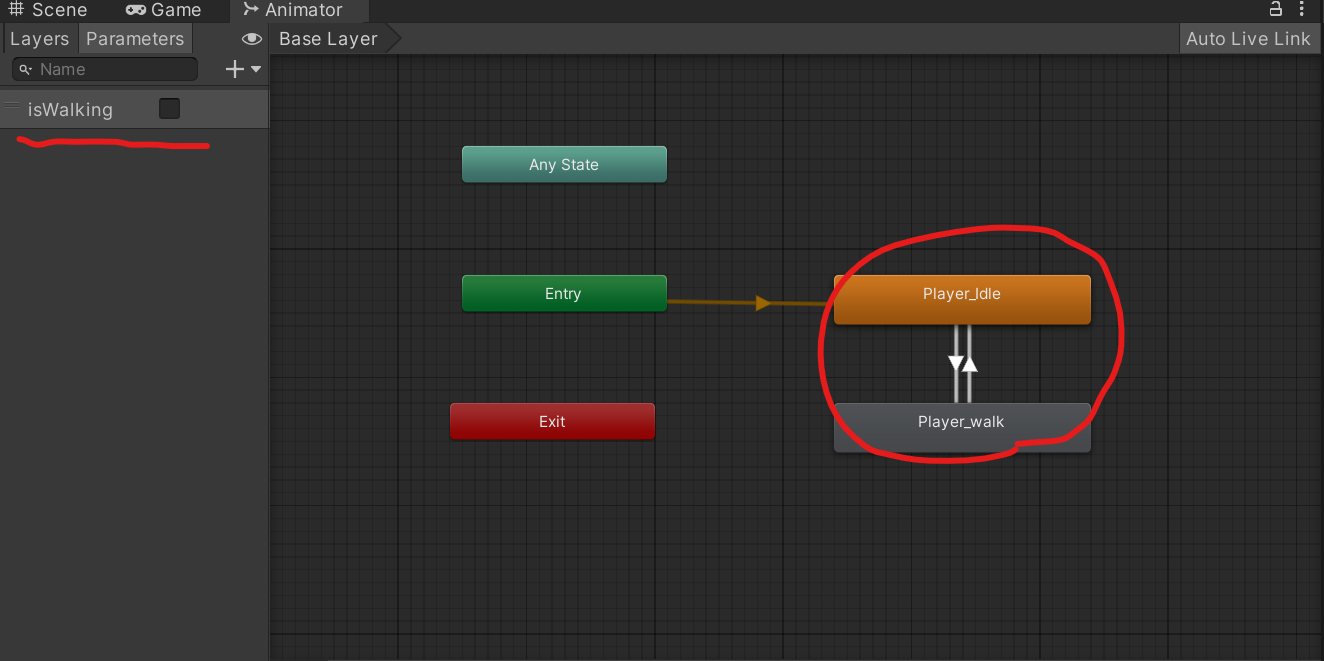 Scene Game Animator
Layers Parameters Base Layer Auto Live Link
Name
isWalking
Any State
Entry Player_Idle
Exit Player_walk